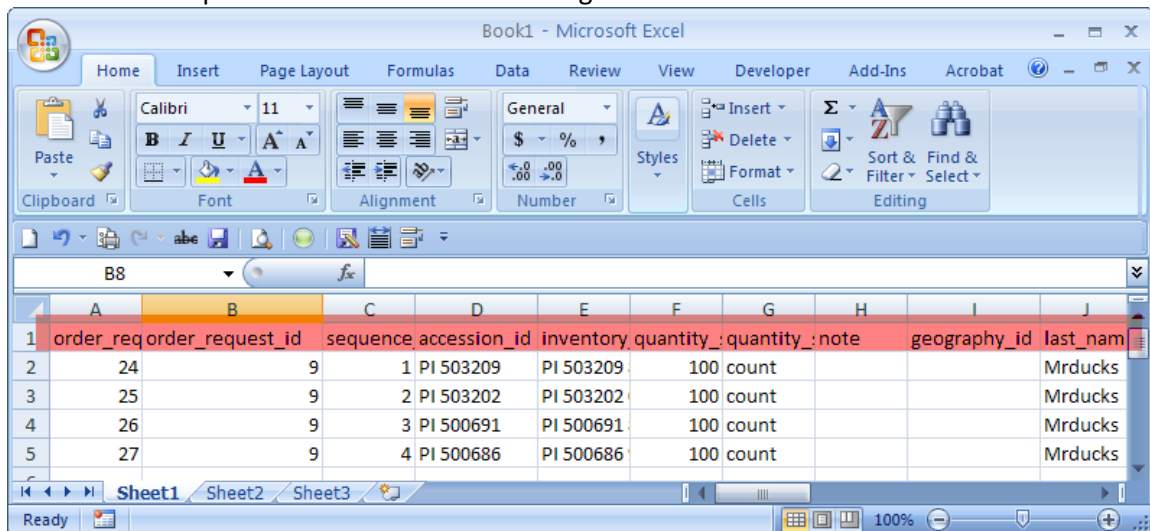 Book1 - Microsoft Excel
Home Insert Page Layout Formulas Data Review View Developer Add-Ins Acrobat
Calibri 11 General Insert Σ
B I U A A $ % , Delete
Paste Styles Sort & Find &
.0 .00 .00 .0 Format Filter Select
Clipboard Font Alignment Number Cells Editing
abc
B8 fx
A B C D E F G H I J
1 order_req order_request_id sequence accession_id inventory quantity_ quantity_ note geography_id last_nam
2 24 9 1 PI 503209 PI 503209 100 count Mrducks
3 25 9 2 PI 503202 PI 503202 100 count Mrducks
4 26 9 3 PI 500691 PI 500691 100 count Mrducks
5 27 9 4 PI 500686 PI 500686 100 count Mrducks
Sheet1 Sheet2 Sheet3
Ready 100%